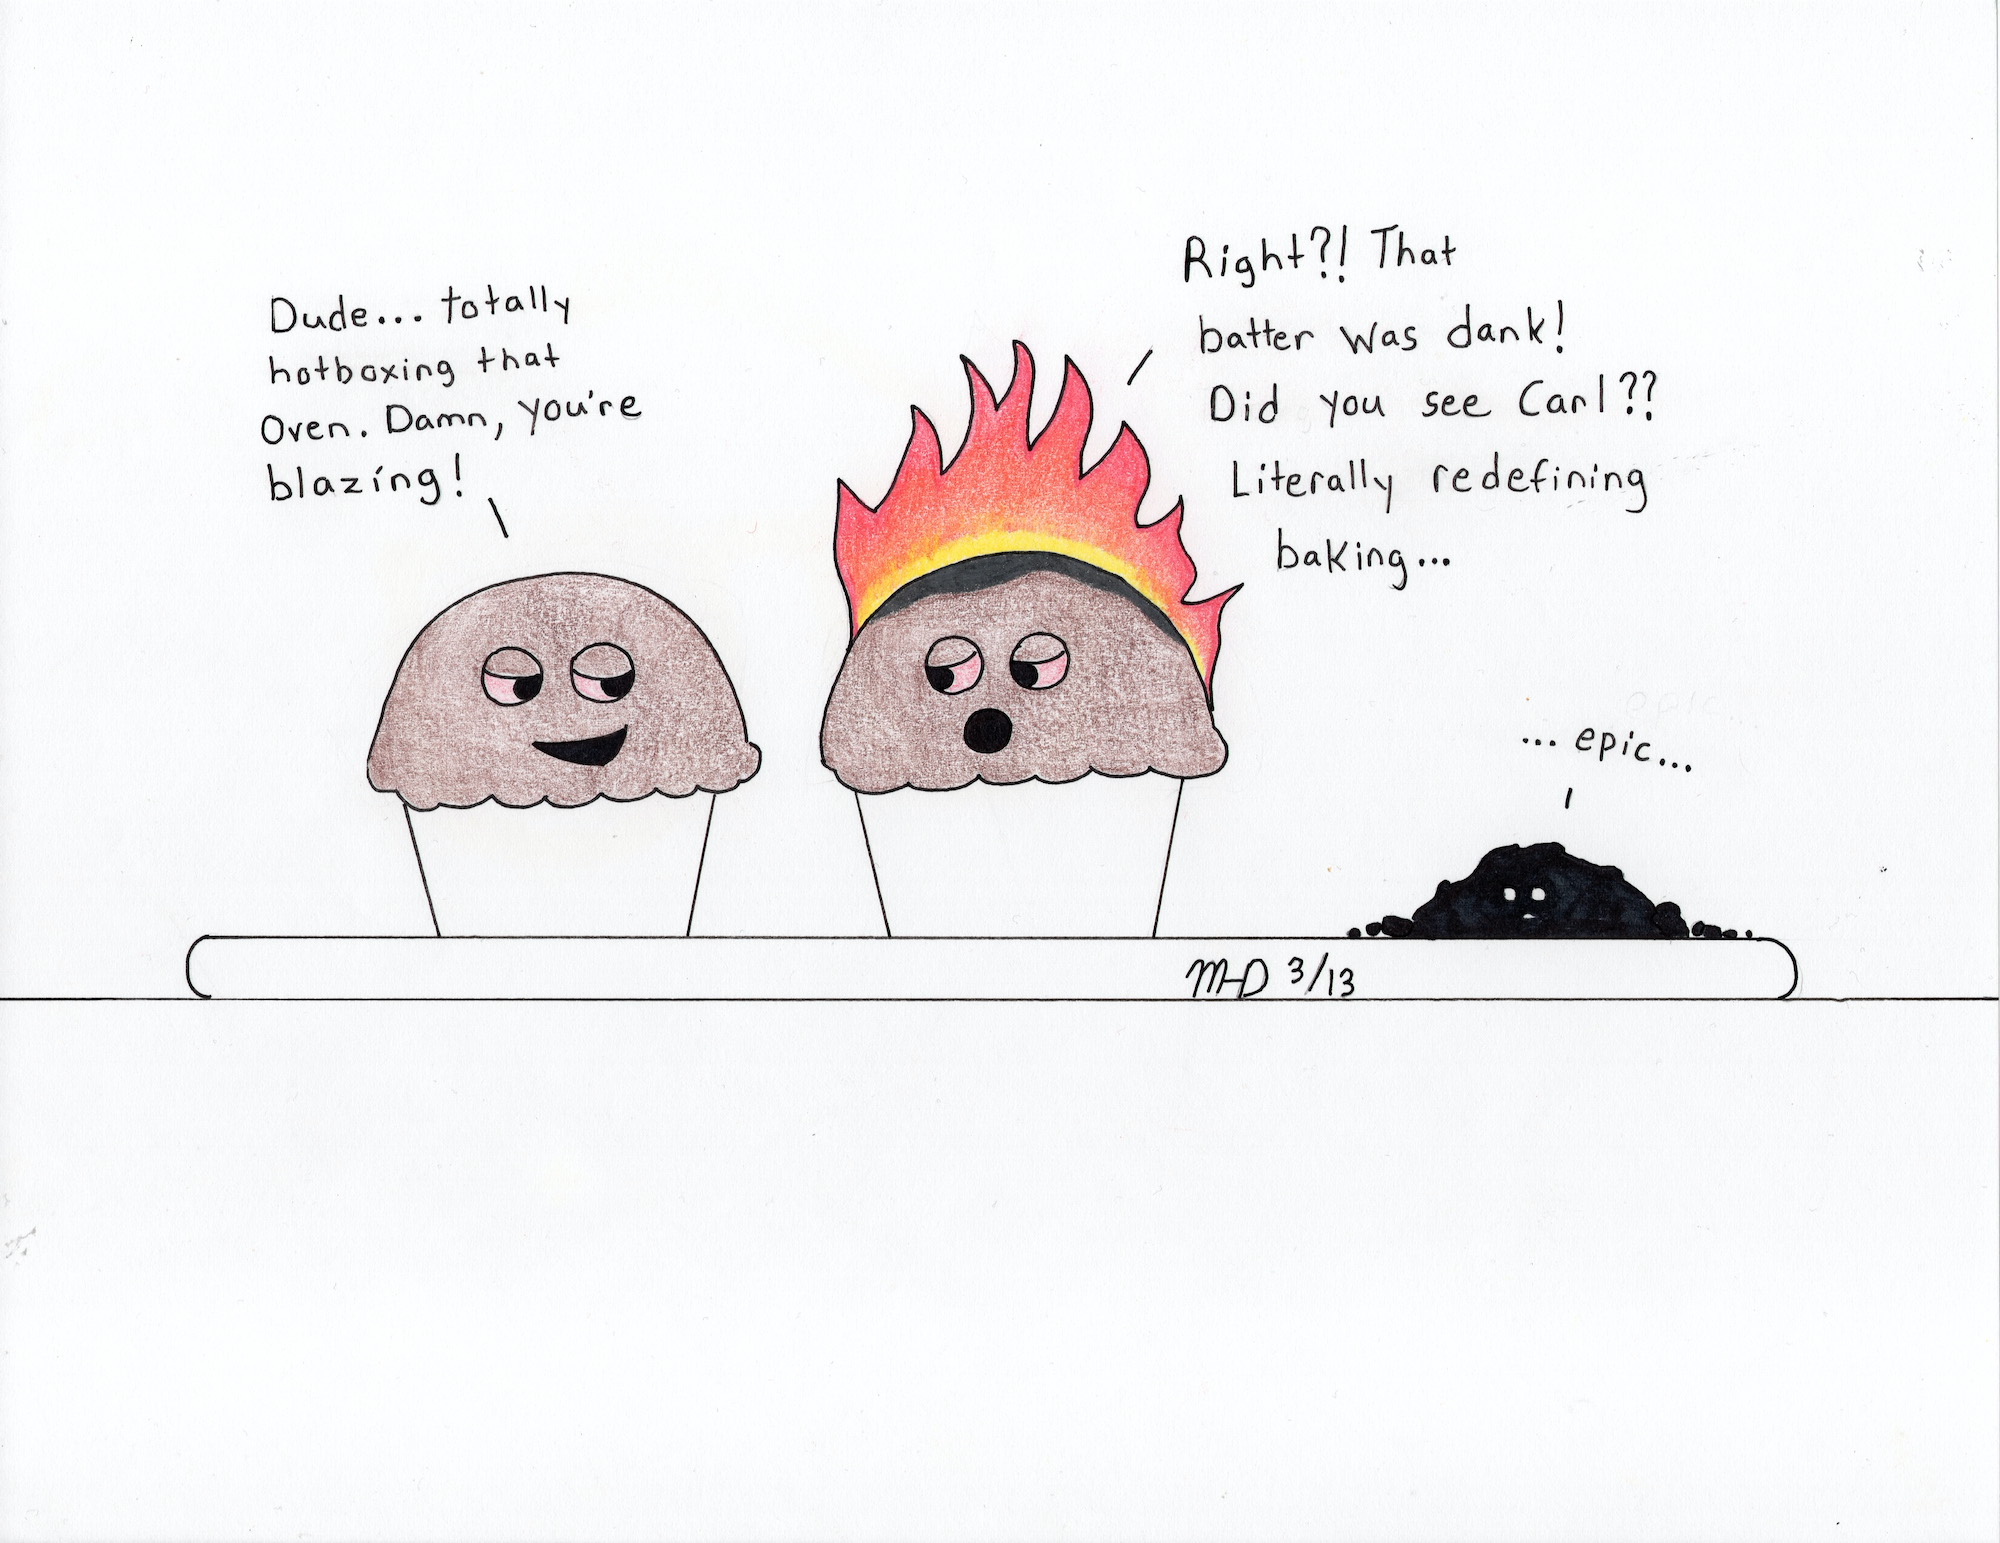 Dude... totally
hotboxing that
oven. Damn, you're
blazing!
Right?! That
batter was dank!
Did you see Carl??
Literally redefining
baking...
... epic...
M-D 3/13